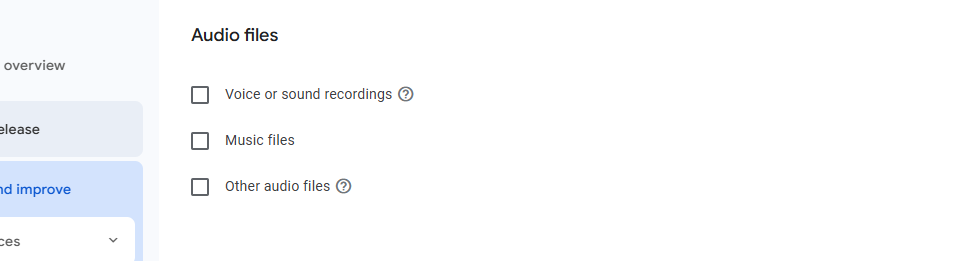 Audio files
overview
elease
nd improve
ces
Voice or sound recordings
Music files
Other audio files